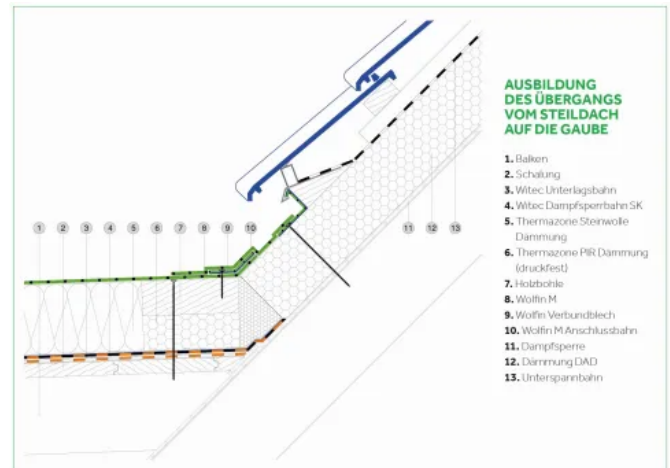 AUSBILDUNG
DES ÜBERGANGS
VOM STEILDACH
AUF DIE GAUBE
1. Balken
2. Schalung
3. Witec Unterlagsbahn
4. Witec Dampfsperrbahn SK
5. Thermazone Steinwolle
Dämmung
6. Thermazone PIR Dämmung
(druckfest)
7. Holzbohle
8. Wolfin M
9. Wolfin Verbundblech
10. Wolfin M Anschlussbahn
11. Dampfsperre
12. Dämmung DAD
13. Unterspannbahn
1 2 3 4 5 6 7 8 9 10
11 12 13